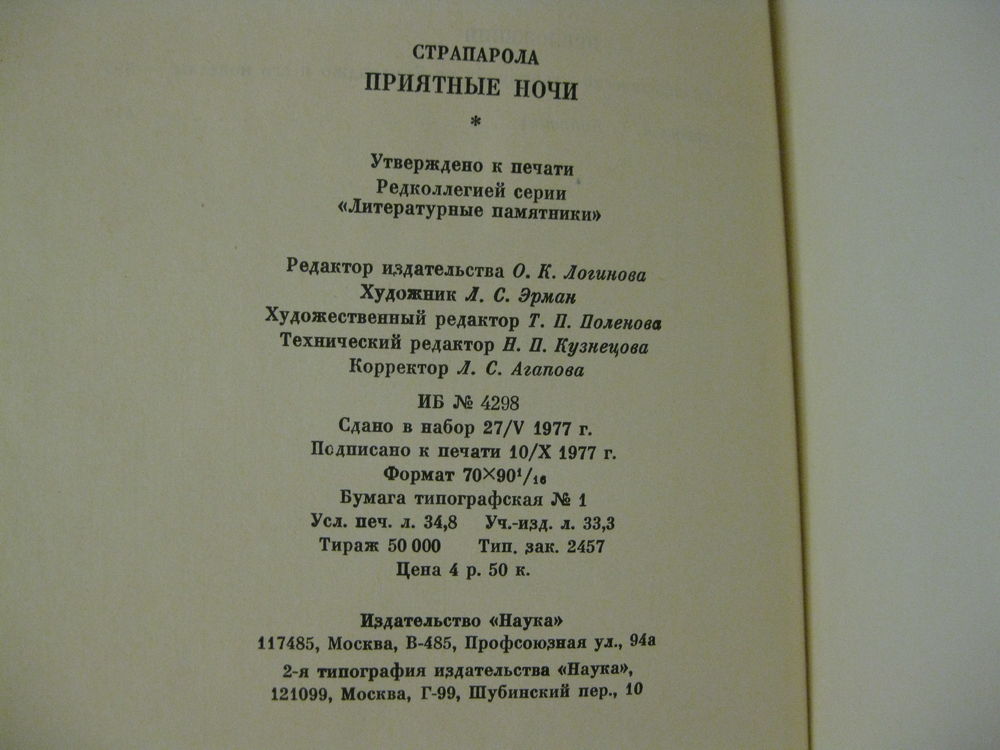 СТРАПАРОЛА
ПРИЯТНЫЕ НОЧИ
*
Утверждено к печати
Редколлегией серии
«Литературные памятники»
Редактор издательства О. К. Логинова
Художник Л. С. Эрман
Художественный редактор Т. П. Поленова
Технический редактор Н. П. Кузнецова
Корректор Л. С. Агапова
ИБ № 4298
Сдано в набор 27/V 1977 г.
Подписано к печати 10/X 1977 г.
Формат 70×90¹/₁₆
Бумага типографская № 1
Усл. печ. л. 34,8 Уч.-изд. л. 33,3
Тираж 50 000 Тип. зак. 2457
Цена 4 р. 50 к.
Издательство «Наука»
117485, Москва, В-485, Профсоюзная ул., 94а
2-я типография издательства «Наука»,
121099, Москва, Г-99, Шубинский пер., 10